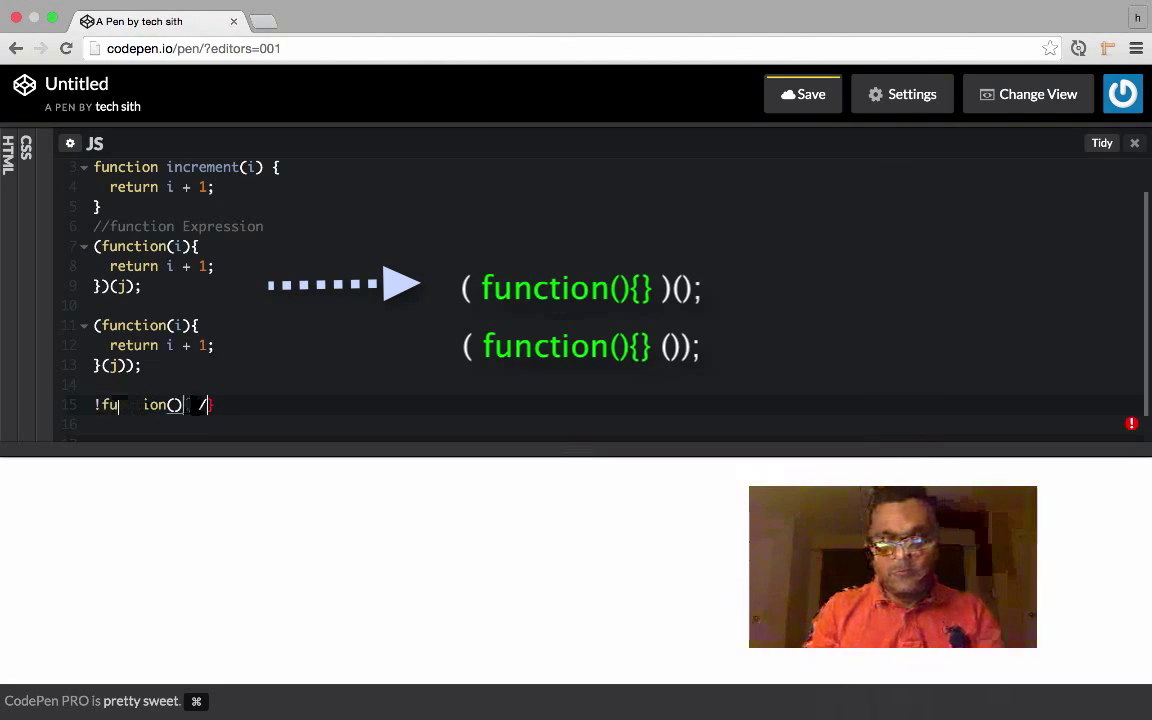 A Pen by tech sith
h
codepen.io/pen/?editors=001
Untitled
A PEN BY tech sith
Save
Settings
Change View
HTML
CSS
JS
Tidy
3 function increment(i) {
4 return i + 1;
5 }
6 //function Expression
7 (function(i){
8 return i + 1;
9 })(j);
10
11 (function(i){
12 return i + 1;
13 }(j));
14
15 !fu ion() /}
16
( function(){} )();
( function(){} ());
CodePen PRO is pretty sweet. ⌘